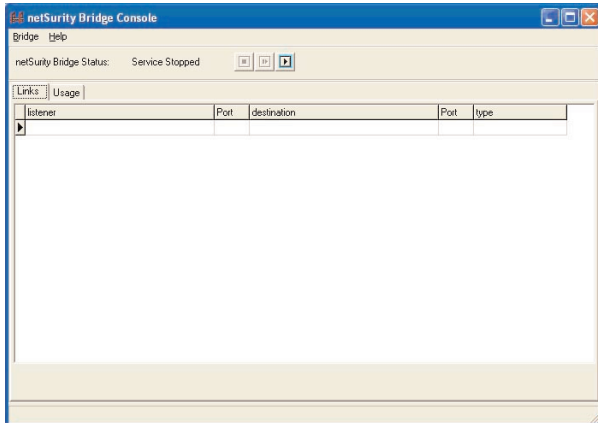 netSurity Bridge Console
Bridge Help
netSurity Bridge Status: Service Stopped
Links Usage
listener Port destination Port type